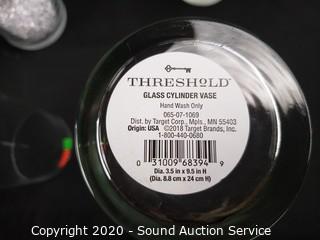 THRESHOLD
GLASS CYLINDER VASE
Hand Wash Only
065-07-1069
Dist. by Target Corp., Mpls., MN 55403
Origin: USA ©2018 Target Brands, Inc.
1-800-440-0680
0 31009 68394 9
Dia. 3.5 in x 9.5 in H
(Dia. 8.8 cm x 24 cm H)
Copyright 2020 - Sound Auction Service